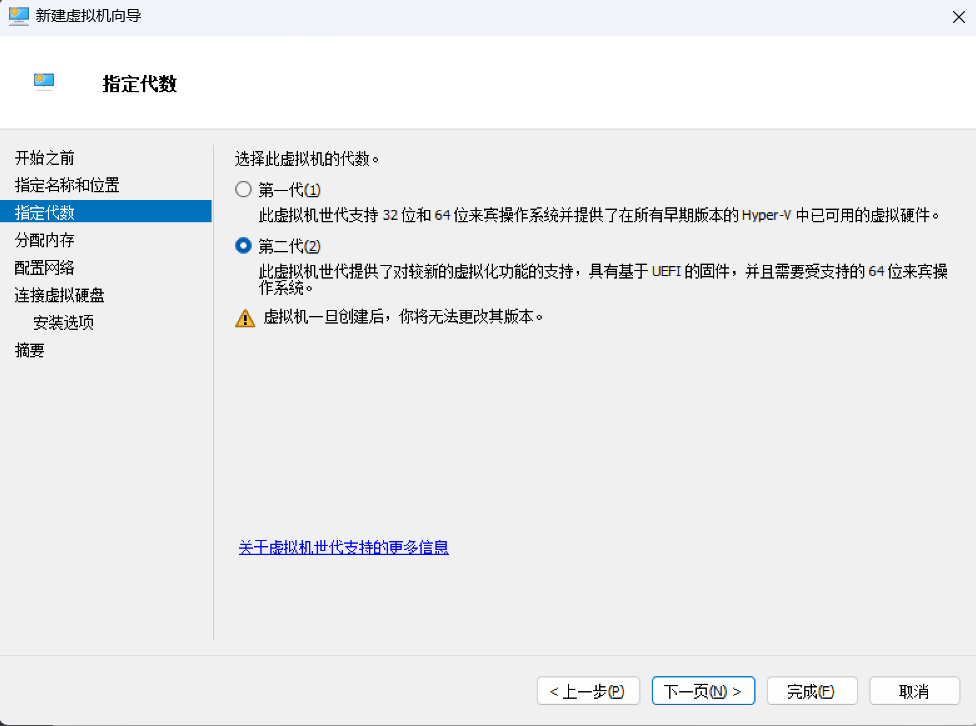 新建虚拟机向导
指定代数
开始之前
指定名称和位置
指定代数
分配内存
配置网络
连接虚拟硬盘
安装选项
摘要
选择此虚拟机的代数。
第一代(1)
此虚拟机世代支持 32 位和 64 位来宾操作系统并提供了在所有早期版本的 Hyper-V 中已可用的虚拟硬件。
第二代(2)
此虚拟机世代提供了对较新的虚拟化功能的支持，具有基于 UEFI 的固件，并且需要受支持的 64 位来宾操
作系统。
虚拟机一旦创建后，你将无法更改其版本。
关于虚拟机世代支持的更多信息
< 上一步(P)
下一页(N) >
完成(F)
取消